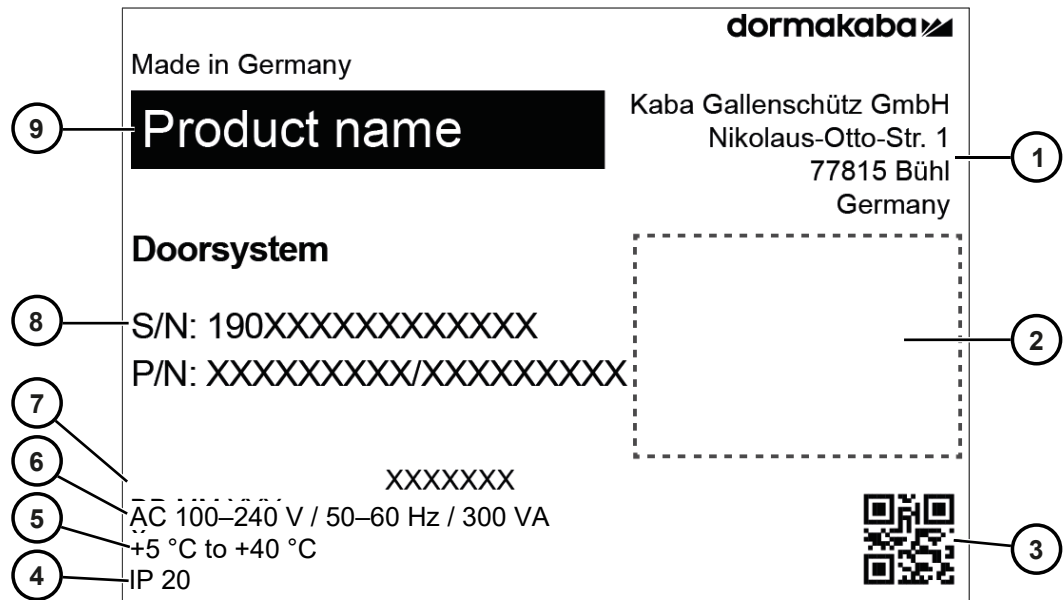 dormakaba
Made in Germany
Product name
Kaba Gallenschütz GmbH
Nikolaus-Otto-Str. 1
77815 Bühl
Germany
Doorsystem
S/N: 190XXXXXXXXXXXX
P/N: XXXXXXXXX/XXXXXXXXX
XXXXXXX
AC 100–240 V / 50–60 Hz / 300 VA
+5 °C to +40 °C
IP 20
9
8
7
6
5
4
1
2
3